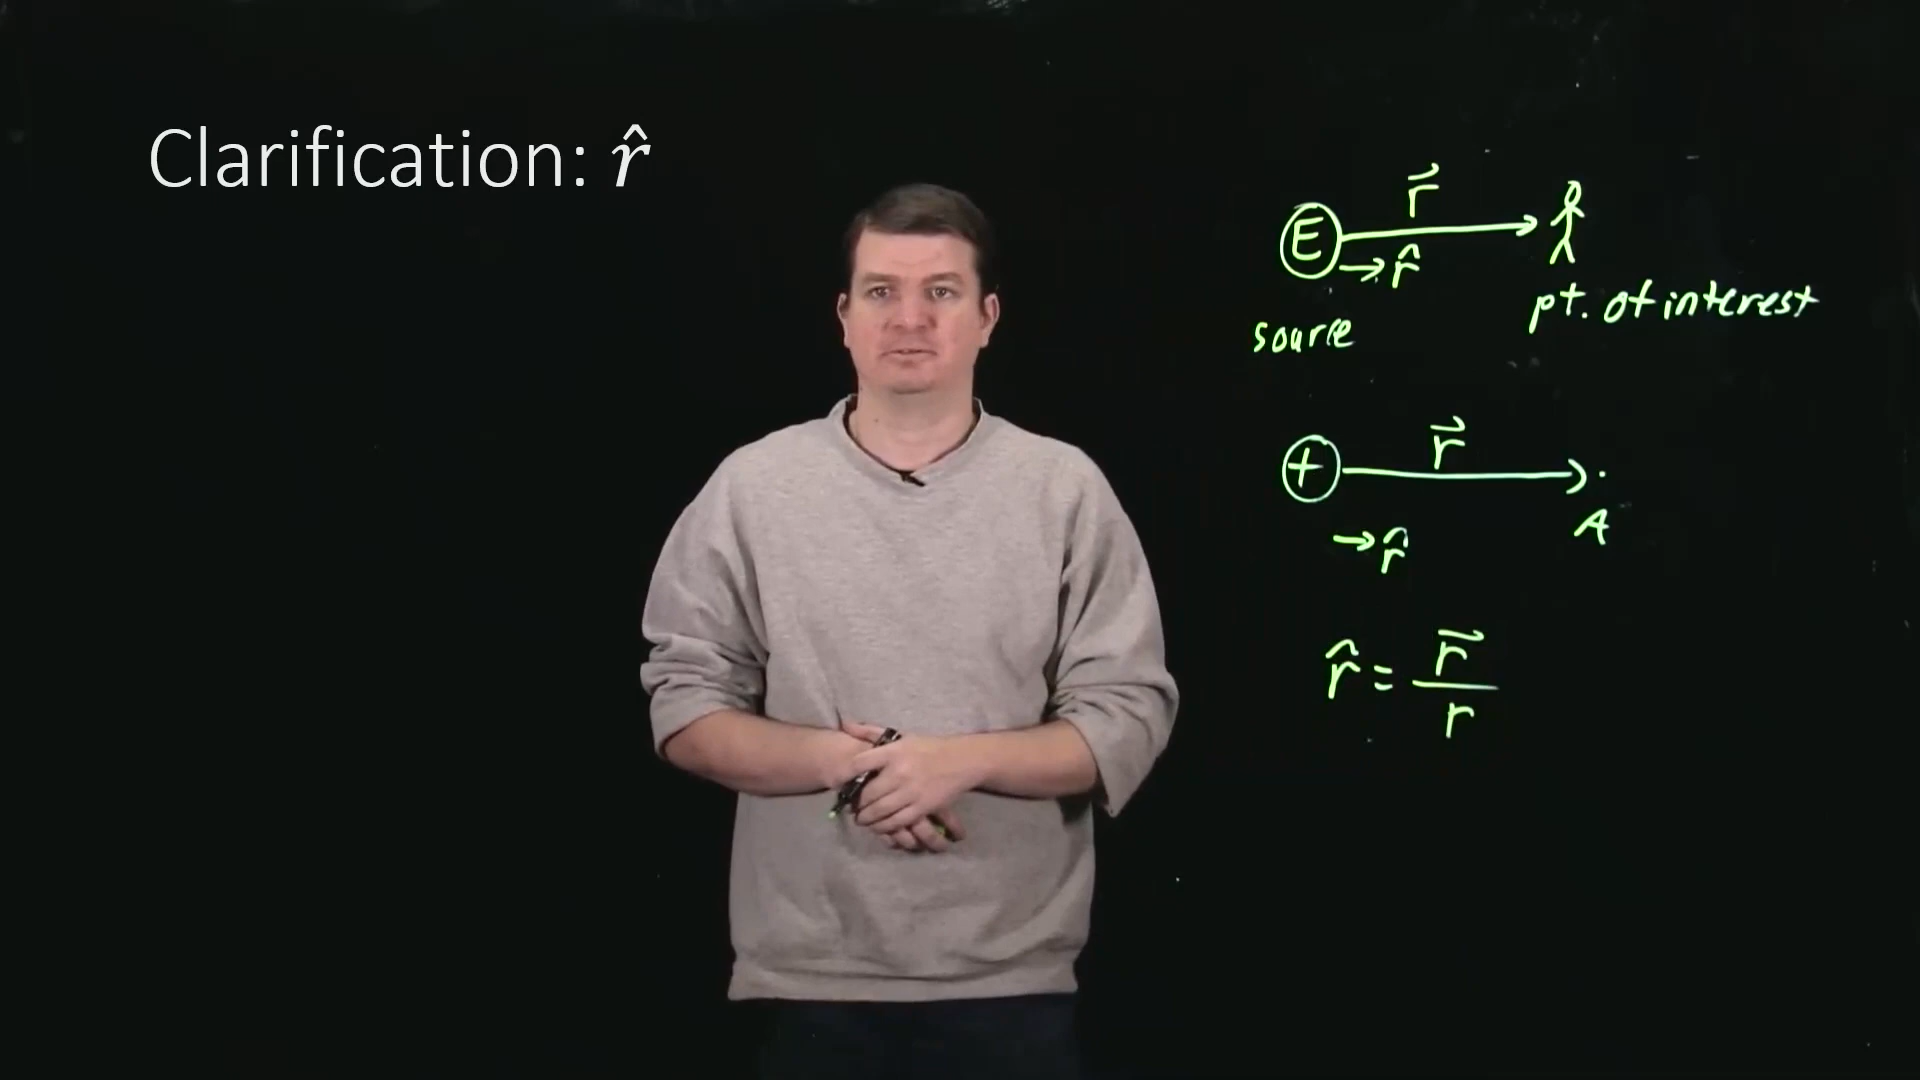 Clarification: r̂
r⃗
E
r̂
source
pt. of interest
r⃗
+
A
r̂
r̂ = r⃗ / r